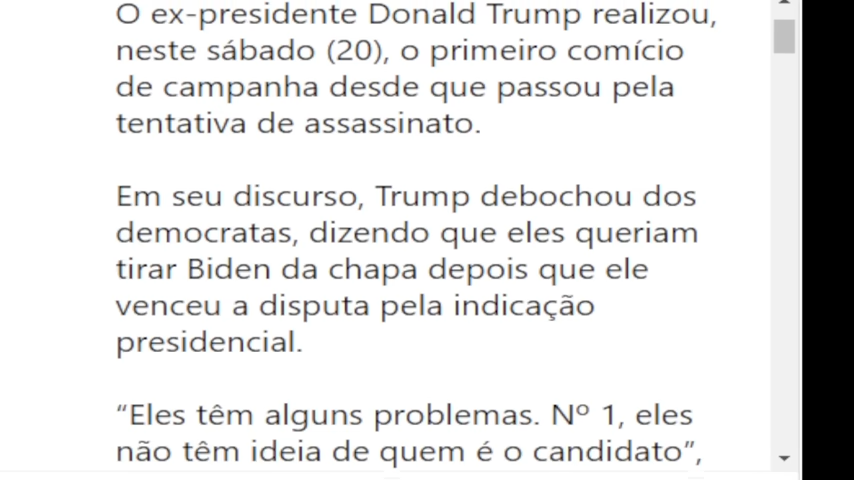 O ex-presidente Donald Trump realizou,
neste sábado (20), o primeiro comício
de campanha desde que passou pela
tentativa de assassinato.
Em seu discurso, Trump debochou dos
democratas, dizendo que eles queriam
tirar Biden da chapa depois que ele
venceu a disputa pela indicação
presidencial.
“Eles têm alguns problemas. Nº 1, eles
não têm ideia de quem é o candidato”,